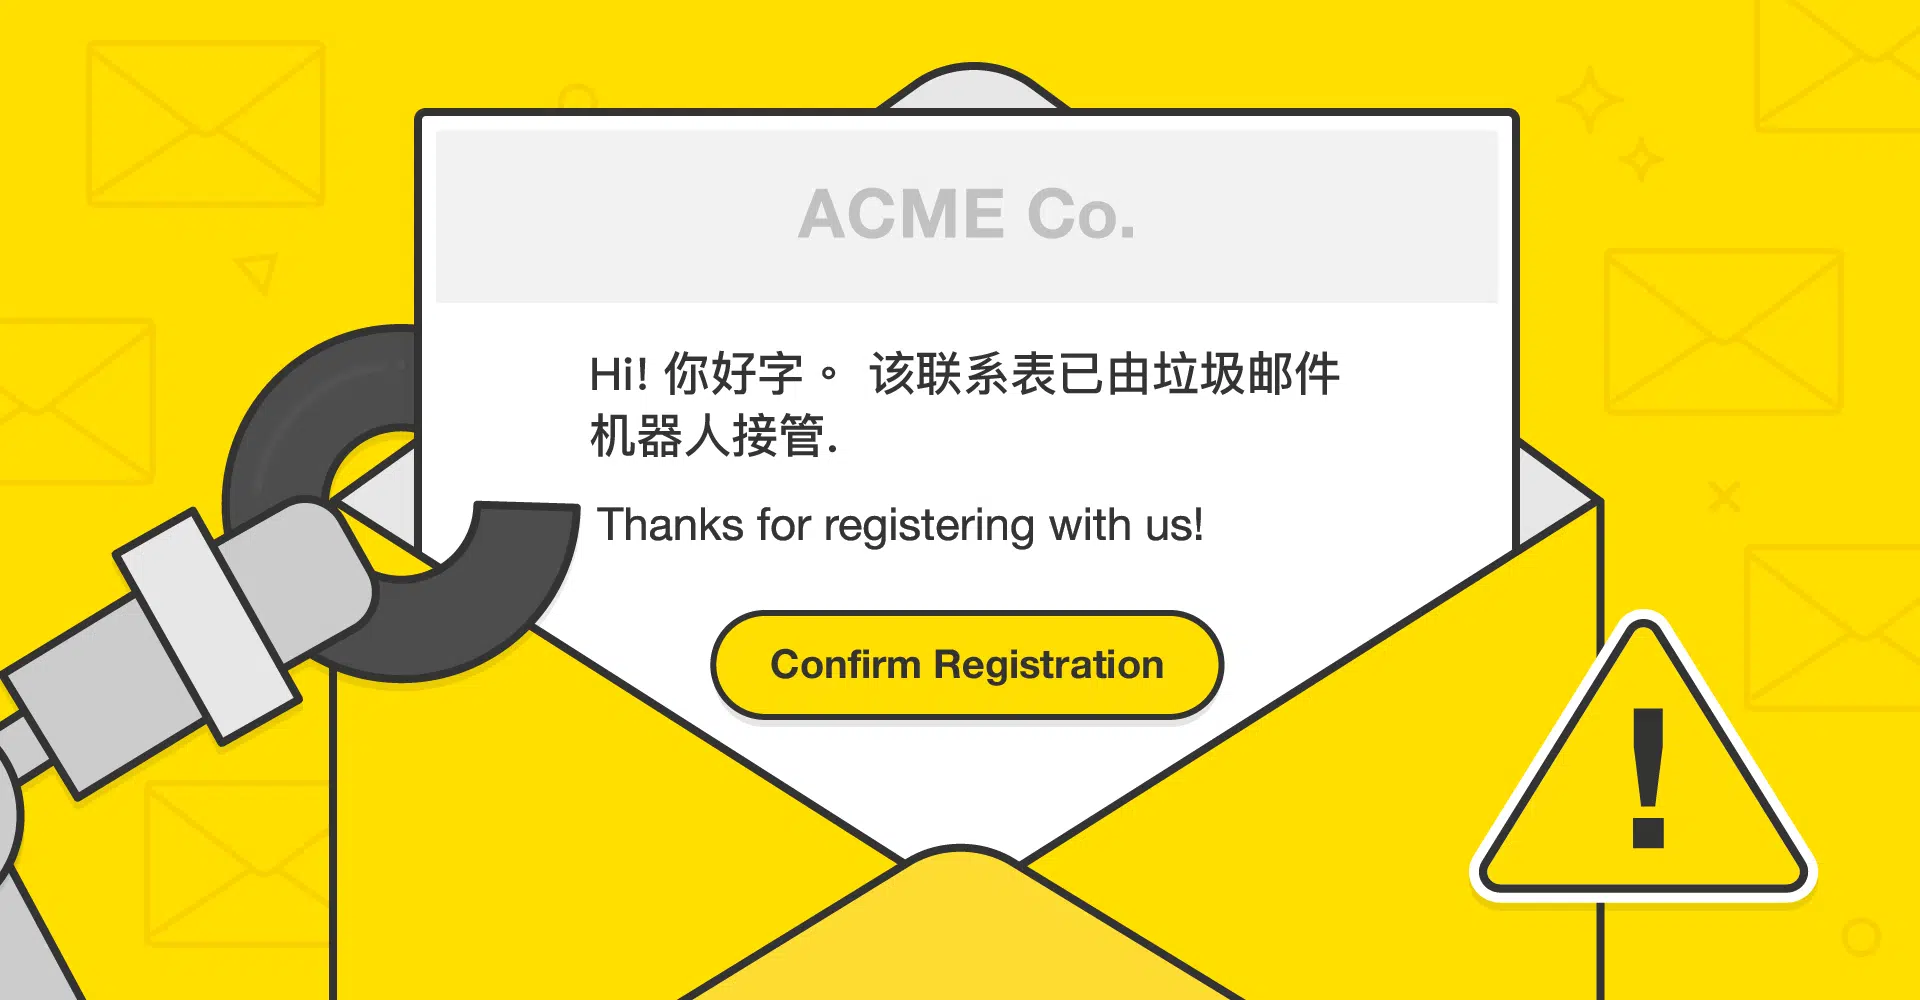 ACME Co.
Hi! 你好字。 该联系表已由垃圾邮件
机器人接管.
Thanks for registering with us!
Confirm Registration
!